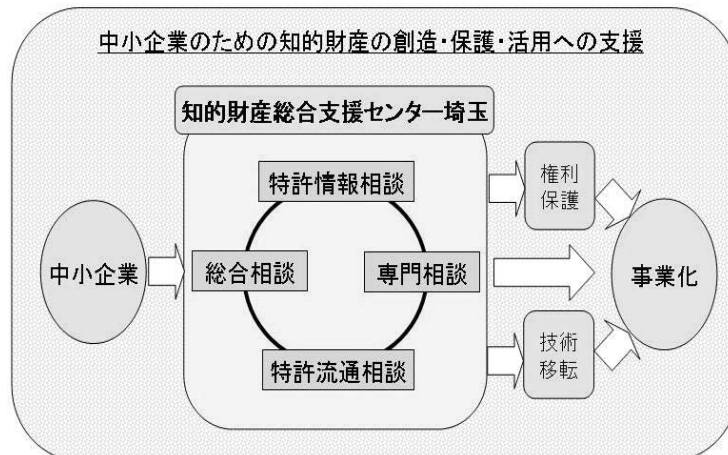 中小企業のための知的財産の創造・保護・活用への支援
知的財産総合支援センター埼玉
特許情報相談
権利
保護
中小企業
総合相談
専門相談
事業化
特許流通相談
技術
移転